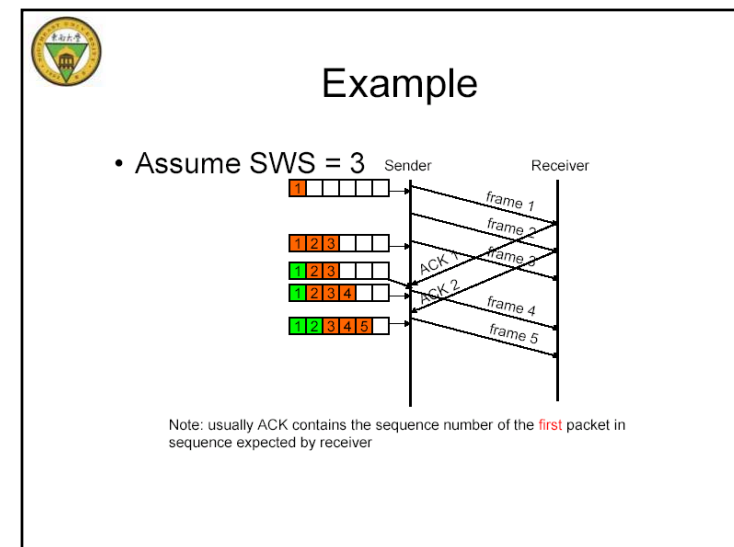 Example
• Assume SWS = 3
Sender
Receiver
1
frame 1
frame 2
1 2 3
frame 3
ACK 1
1 2 3
1 2 3 4
ACK 2
frame 4
1 2 3 4 5
frame 5
Note: usually ACK contains the sequence number of the first packet in
sequence expected by receiver